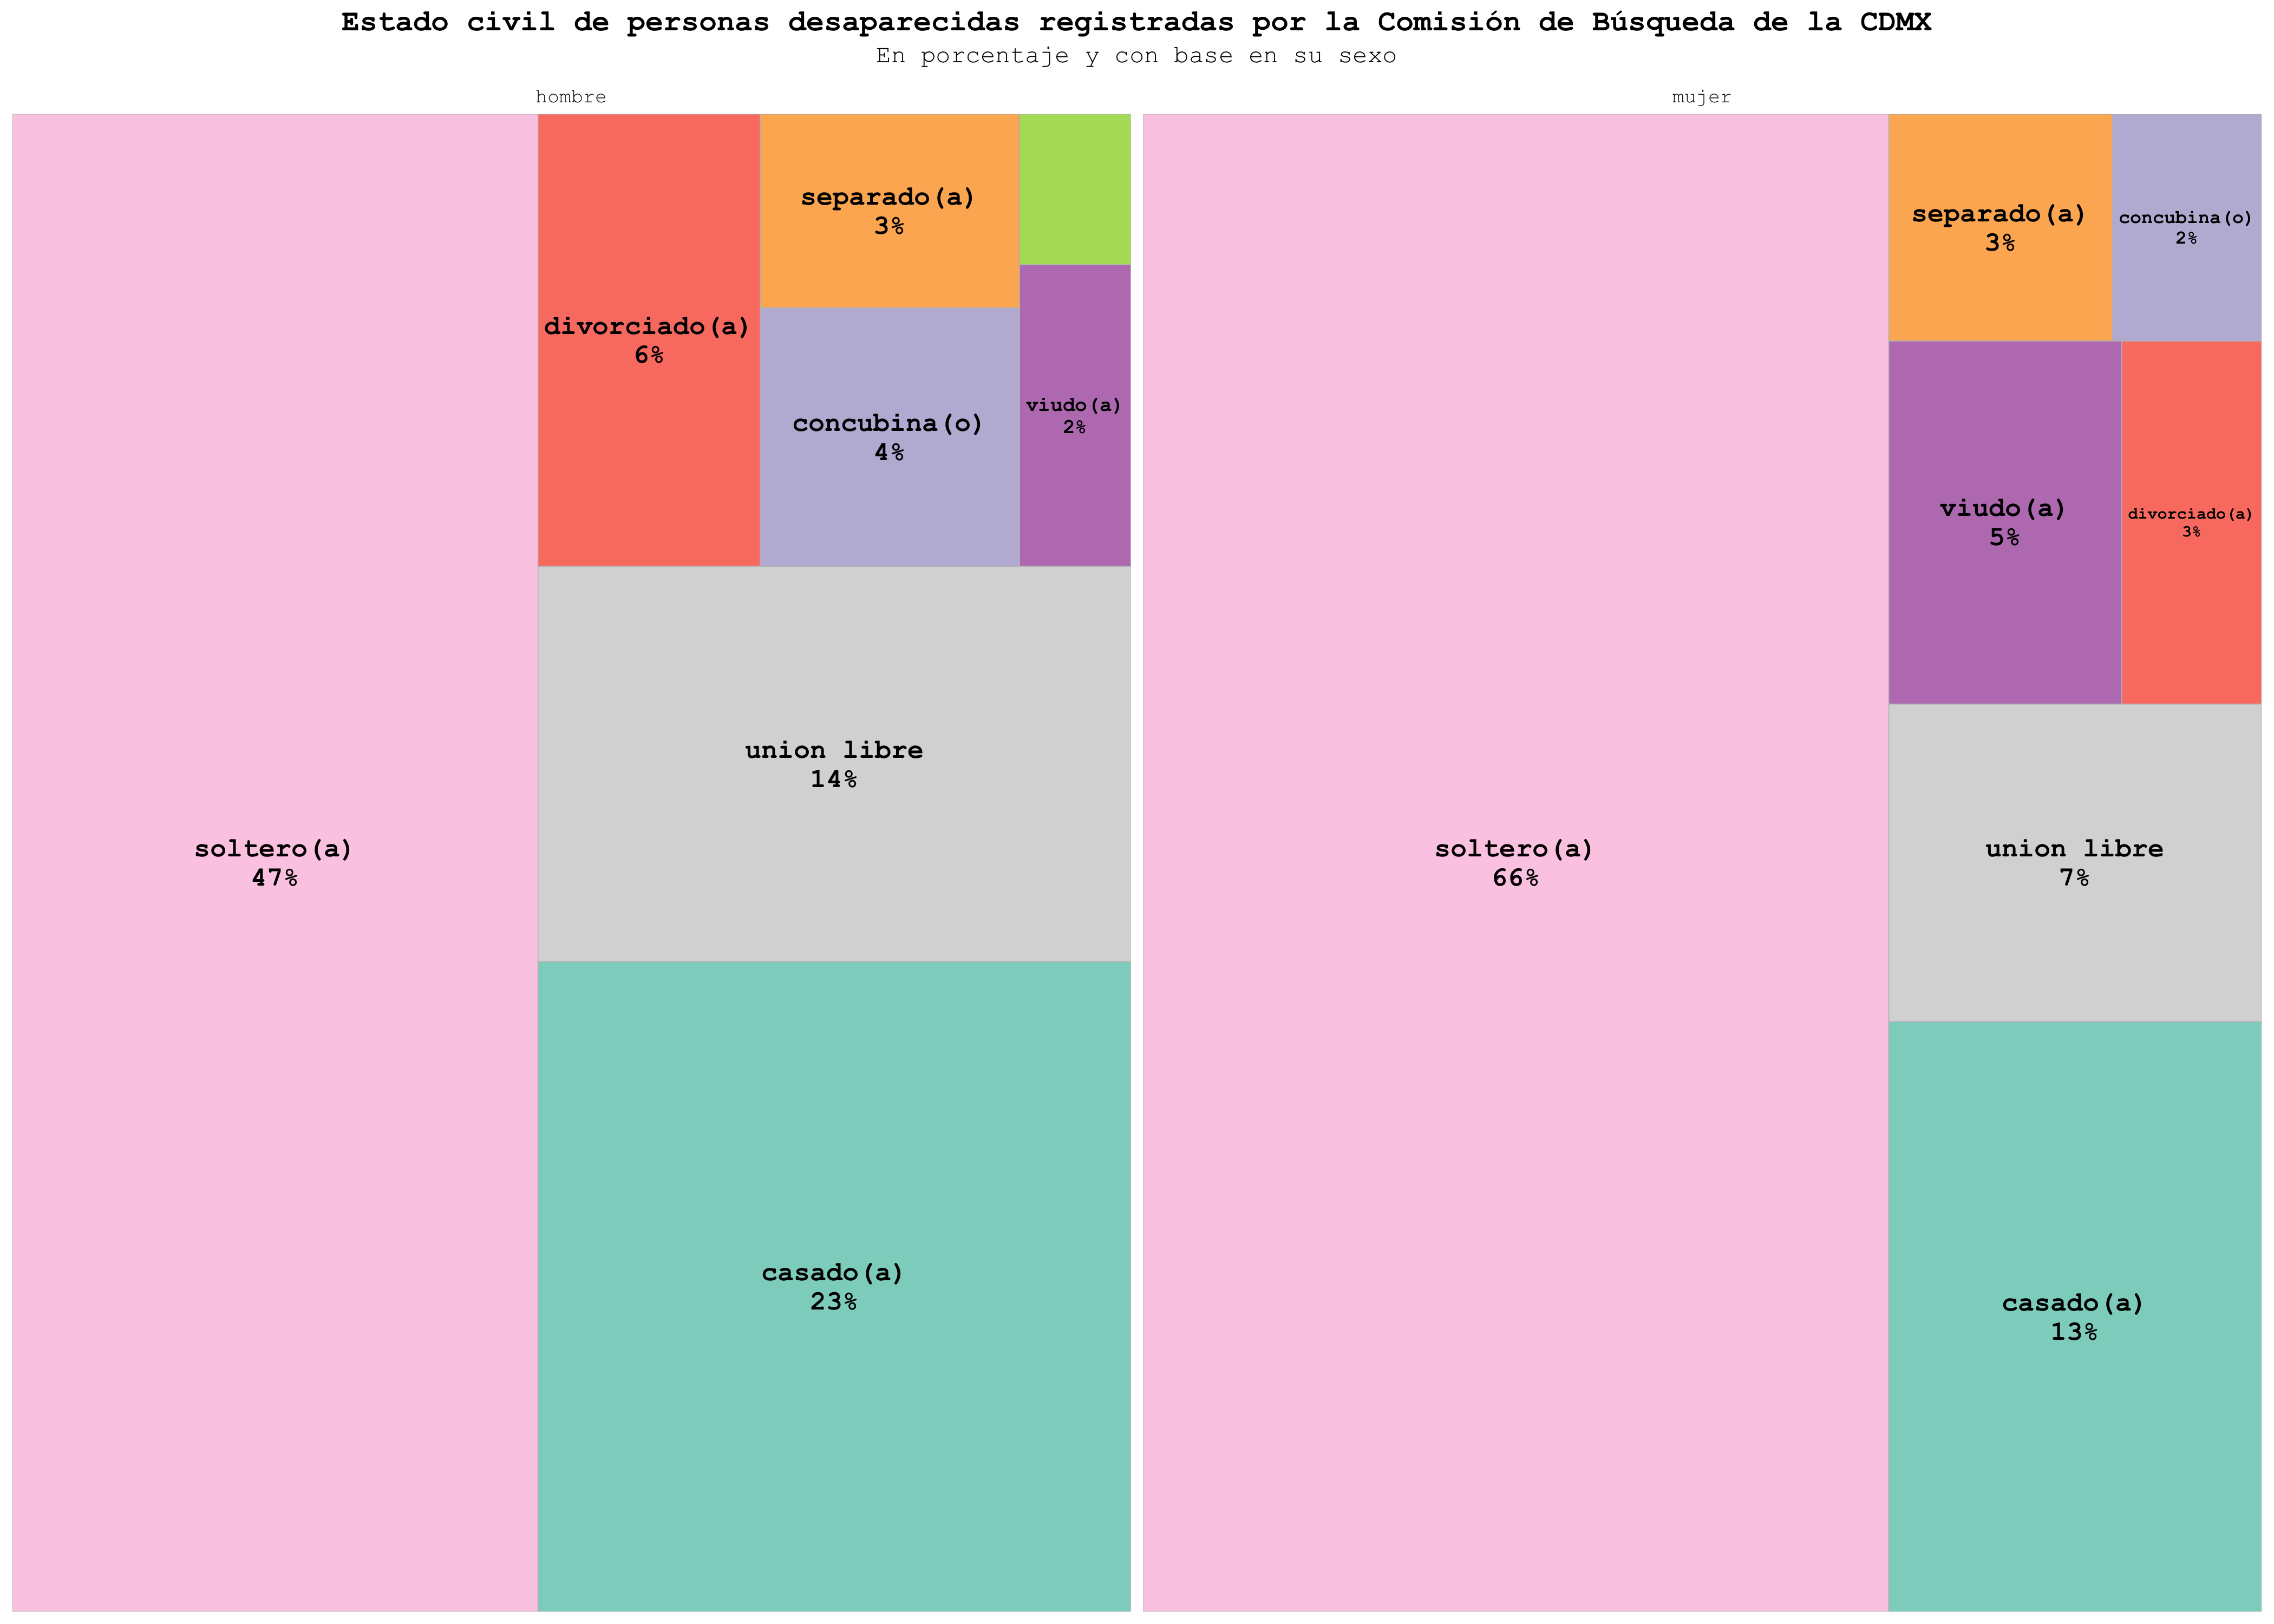 Estado civil de personas desaparecidas registradas por la Comisión de Búsqueda de la CDMX
En porcentaje y con base en su sexo
hombre
soltero(a)
47%
divorciado(a)
6%
separado(a)
3%
concubina(o)
4%
viudo(a)
2%
union libre
14%
casado(a)
23%
mujer
soltero(a)
66%
separado(a)
3%
concubina(o)
2%
viudo(a)
5%
divorciado(a)
3%
union libre
7%
casado(a)
13%